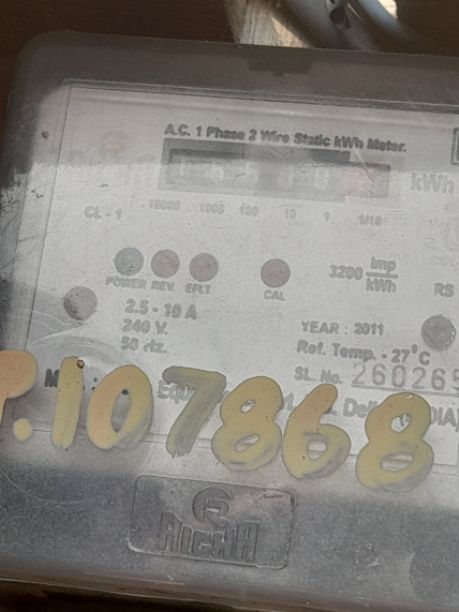 A.C. 1 Phase 2 Wire Static kWh Meter.
kWh
CL - 1 10000 1000 100 10 1 1/10
POWER REV. EFLT CAL 3200 Imp/kWh RS
2.5 - 10 A
240 V.
50 Hz.
YEAR : 2011
Ref. Temp. - 27°C
SL. No. 260265
.107868
RICHA